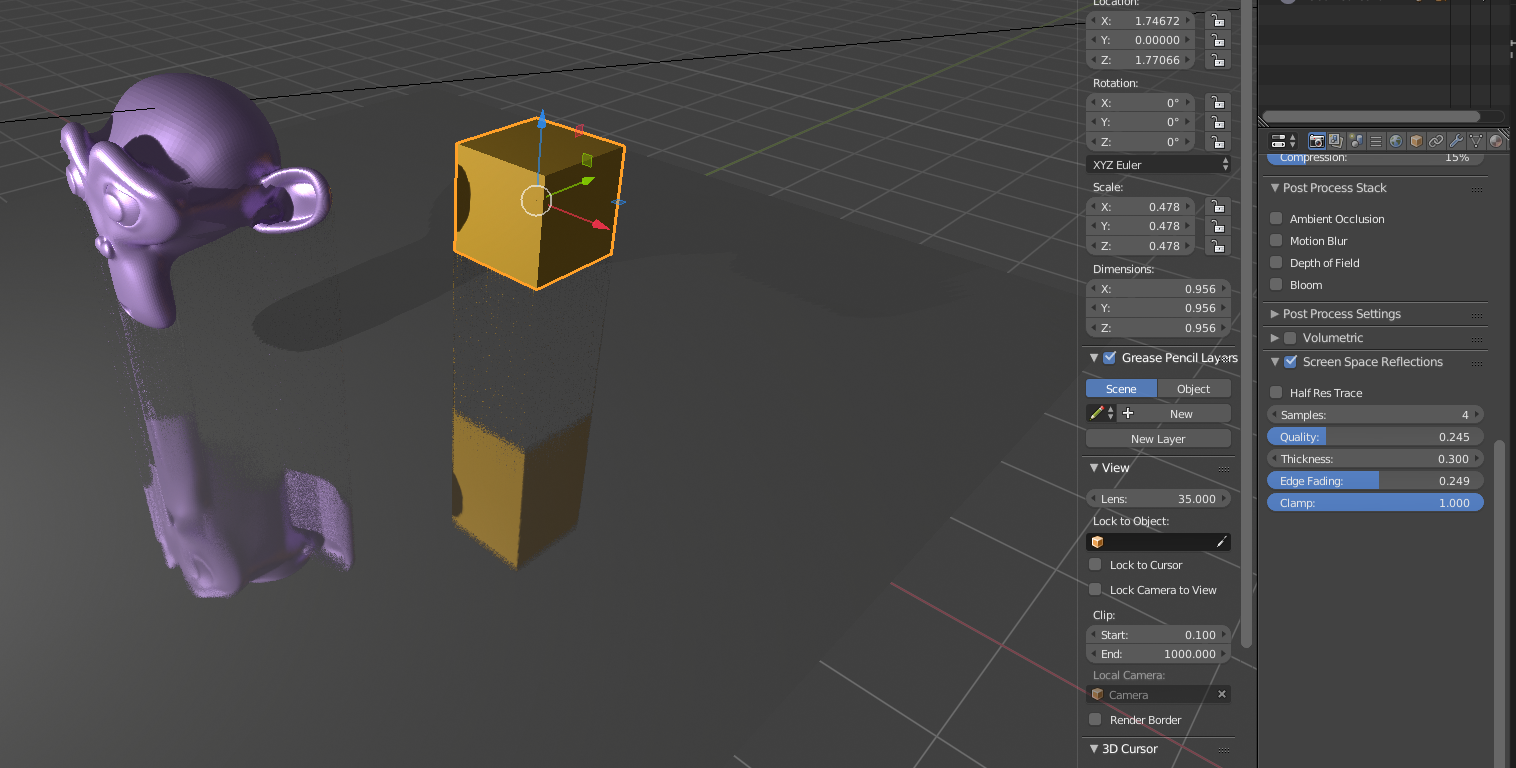 Location:
X: 1.74672
Y: 0.00000
Z: 1.77066
Rotation:
X: 0°
Y: 0°
Z: 0°
XYZ Euler
Scale:
X: 0.478
Y: 0.478
Z: 0.478
Dimensions:
X: 0.956
Y: 0.956
Z: 0.956
Grease Pencil Layers
Scene Object
New
New Layer
View
Lens: 35.000
Lock to Object:
Lock to Cursor
Lock Camera to View
Clip:
Start: 0.100
End: 1000.000
Local Camera:
Camera
Render Border
3D Cursor
Compression: 15%
Post Process Stack
Ambient Occlusion
Motion Blur
Depth of Field
Bloom
Post Process Settings
Volumetric
Screen Space Reflections
Half Res Trace
Samples: 4
Quality: 0.245
Thickness: 0.300
Edge Fading: 0.249
Clamp: 1.000